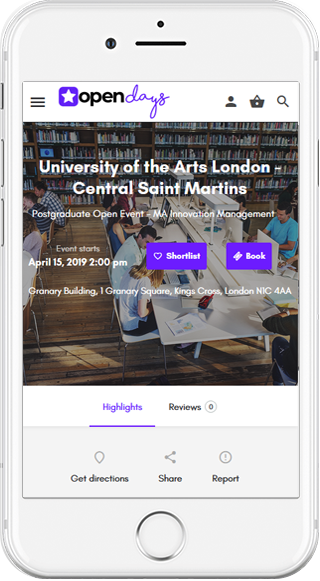 opendays
University of the Arts London -
Central Saint Martins
Postgraduate Open Event - MA Innovation Management
Event starts
April 15, 2019 2:00 pm
Shortlist
Book
Granary Building, 1 Granary Square, Kings Cross, London N1C 4AA
Highlights
Reviews 0
Get directions
Share
Report